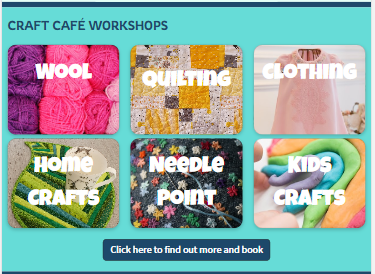 CRAFT CAFÉ WORKSHOPS
WOOL
QUILTING
CLOTHING
HOME
CRAFTS
NEEDLE
POINT
KIDS
CRAFTS
Click here to find out more and book